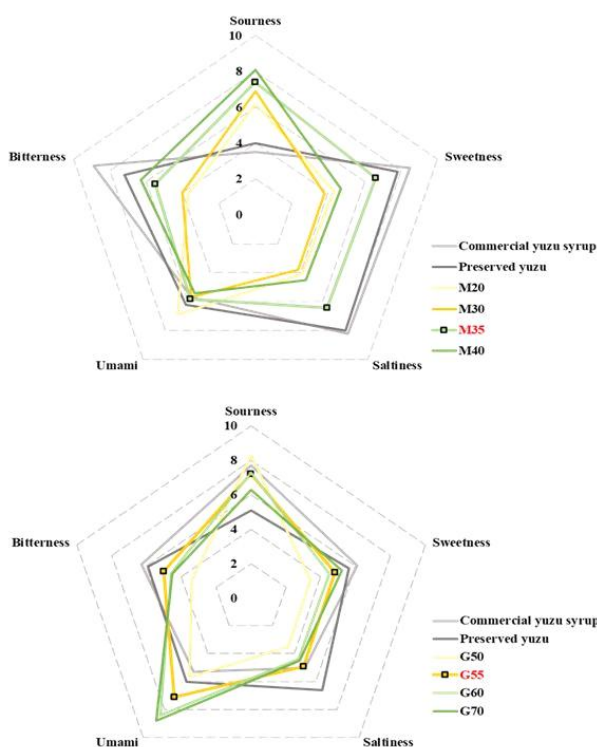 Sourness
10
8
6
4
2
0
Bitterness
Sweetness
Umami
Saltiness
Commercial yuzu syrup
Preserved yuzu
M20
M30
M35
M40
Sourness
10
8
6
4
2
0
Bitterness
Sweetness
Umami
Saltiness
Commercial yuzu syrup
Preserved yuzu
G50
G55
G60
G70